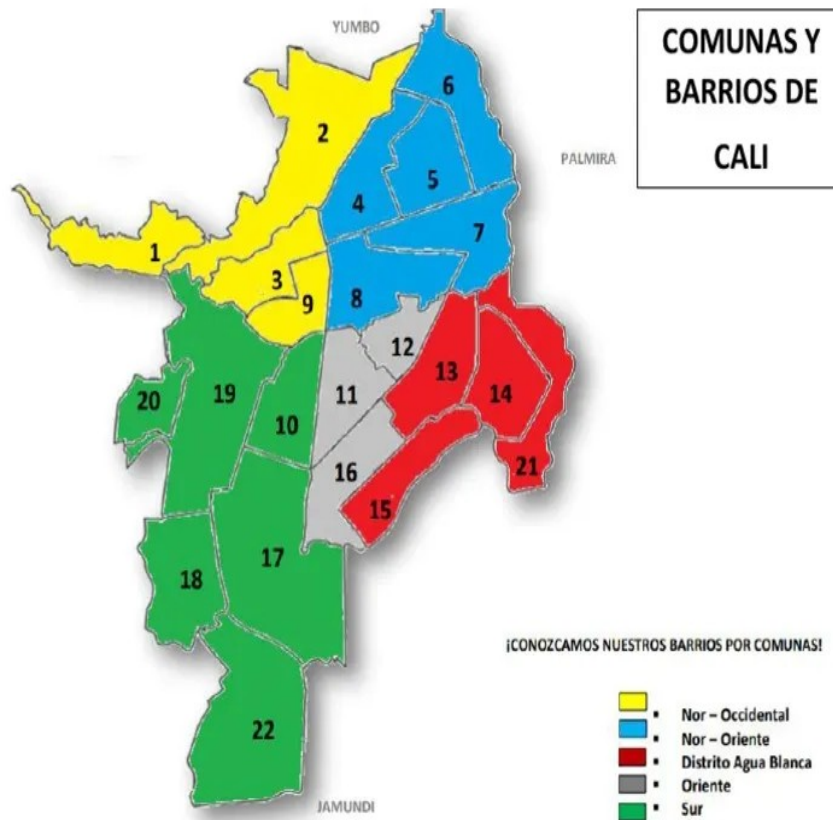 YUMBO
COMUNAS Y
BARRIOS DE
CALI
6
2
PALMIRA
5
4
7
1
3
8
9
12
13
11
14
20
19
10
16
21
15
17
18
¡CONOZCAMOS NUESTROS BARRIOS POR COMUNAS!
22
▪ Nor – Occidental
▪ Nor – Oriente
▪ Distrito Agua Blanca
▪ Oriente
▪ Sur
JAMUNDI